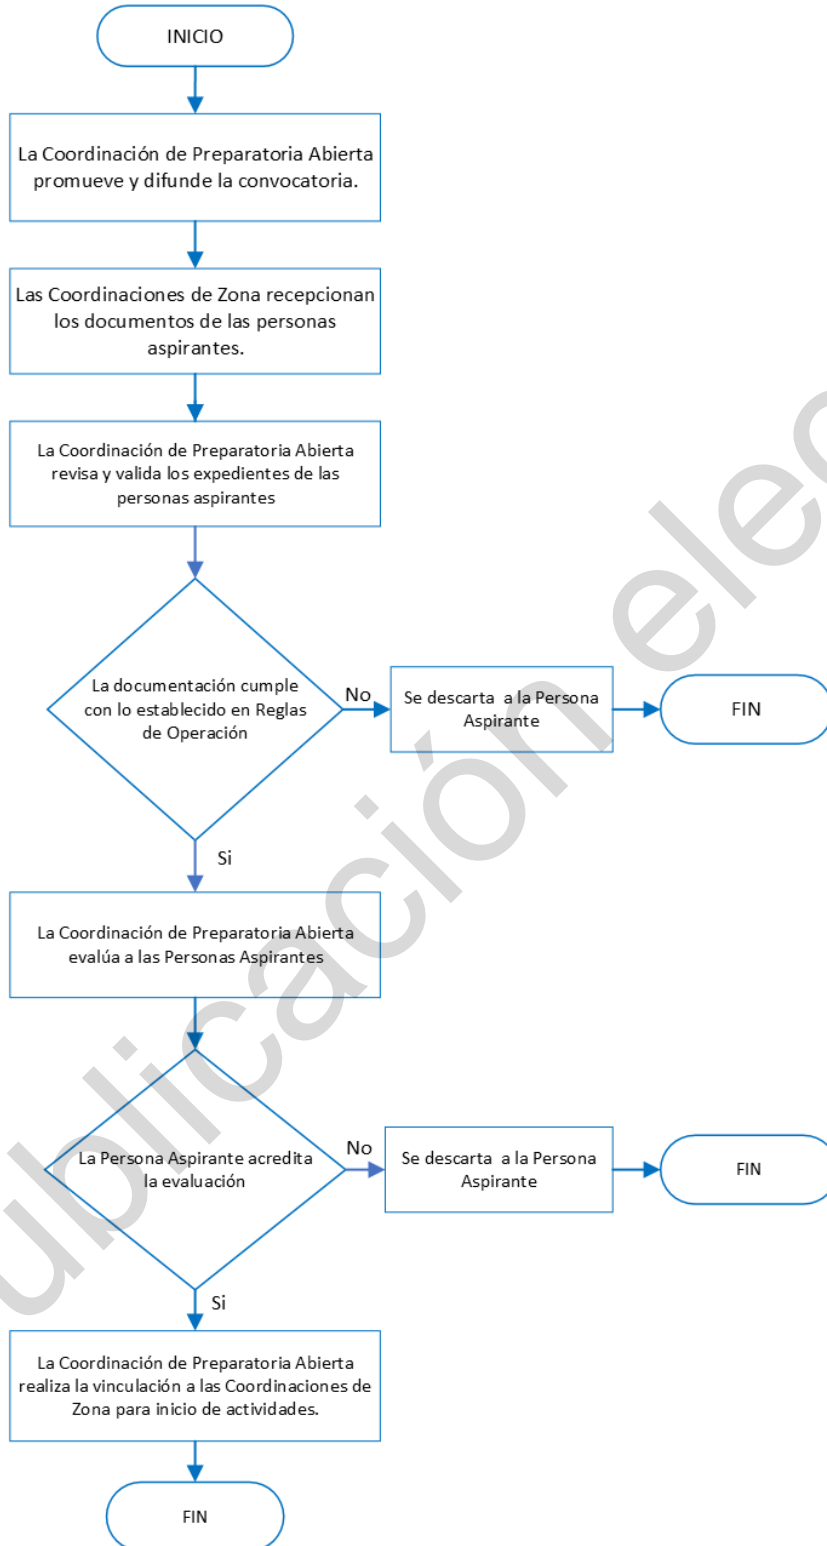 INICIO
La Coordinación de Preparatoria Abierta
promueve y difunde la convocatoria.
Las Coordinaciones de Zona recepcionan
los documentos de las personas
aspirantes.
La Coordinación de Preparatoria Abierta
revisa y valida los expedientes de las
personas aspirantes
La documentación cumple
con lo establecido en Reglas
de Operación
No
Se descarta a la Persona
Aspirante
FIN
Si
La Coordinación de Preparatoria Abierta
evalúa a las Personas Aspirantes
La Persona Aspirante acredita
la evaluación
No
Se descarta a la Persona
Aspirante
FIN
Si
La Coordinación de Preparatoria Abierta
realiza la vinculación a las Coordinaciones de
Zona para inicio de actividades.
FIN